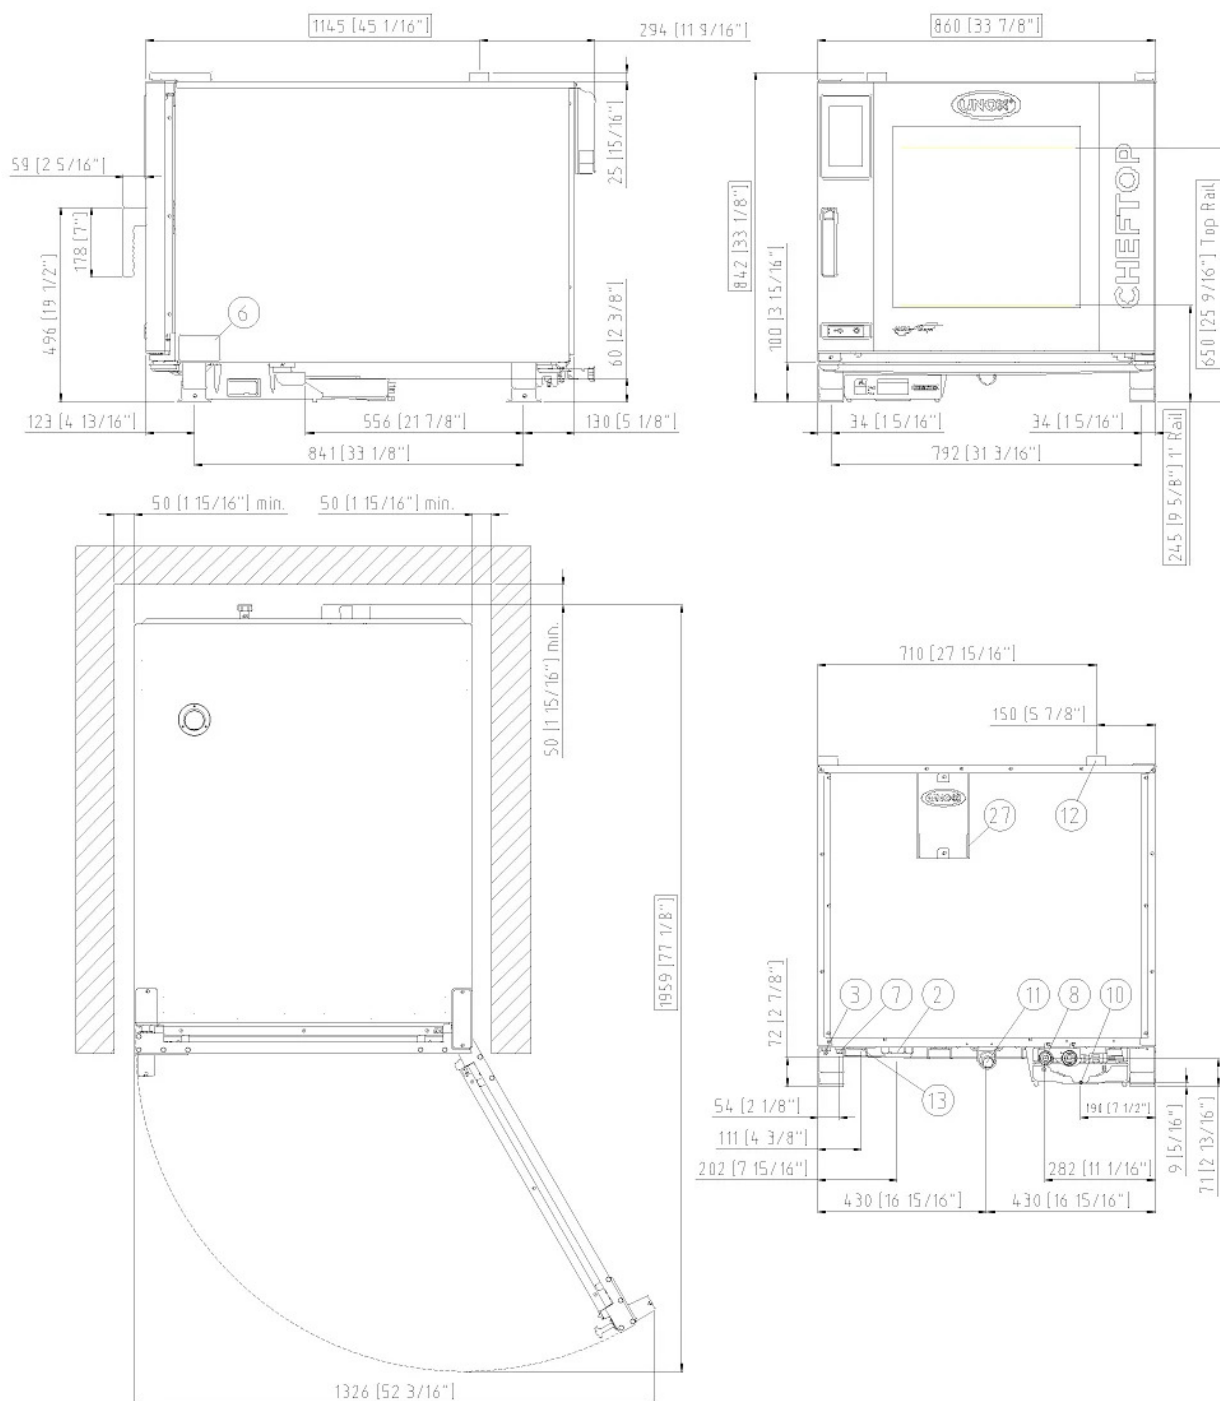 1145 [45 1/16"]
294 [11 9/16"]
25 [15/16"]
59 [2 5/16"]
178 [7"]
496 [19 1/2"]
6
60 [2 3/8"]
123 [4 13/16"]
556 [21 7/8"]
130 [5 1/8"]
841 [33 1/8"]
860 [33 7/8"]
UNOX
CHEFTOP
842 [33 1/8"]
100 [3 15/16"]
650 [25 9/16"] Top Rail
34 [1 5/16"]
34 [1 5/16"]
792 [31 3/16"]
245 [9 5/8"] 1' Rail
50 [1 15/16"] min.
50 [1 15/16"] min.
50 [1 15/16"] min.
1959 [77 1/8"]
1326 [52 3/16"]
710 [27 15/16"]
150 [5 7/8"]
UNOX
27
12
72 [2 7/8"]
3
7
2
11
8
10
13
54 [2 1/8"]
191 [7 1/2"]
111 [4 3/8"]
9 [5/16"]
71 [2 13/16"]
202 [7 15/16"]
282 [11 1/16"]
430 [16 15/16"]
430 [16 15/16"]